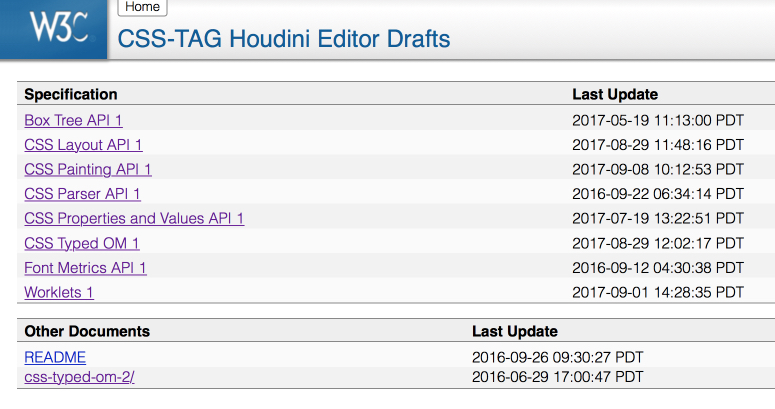 Home
W3C
CSS-TAG Houdini Editor Drafts
Specification Last Update
Box Tree API 1 2017-05-19 11:13:00 PDT
CSS Layout API 1 2017-08-29 11:48:16 PDT
CSS Painting API 1 2017-09-08 10:12:53 PDT
CSS Parser API 1 2016-09-22 06:34:14 PDT
CSS Properties and Values API 1 2017-07-19 13:22:51 PDT
CSS Typed OM 1 2017-08-29 12:02:17 PDT
Font Metrics API 1 2016-09-12 04:30:38 PDT
Worklets 1 2017-09-01 14:28:35 PDT
Other Documents Last Update
README 2016-09-26 09:30:27 PDT
css-typed-om-2/ 2016-06-29 17:00:47 PDT